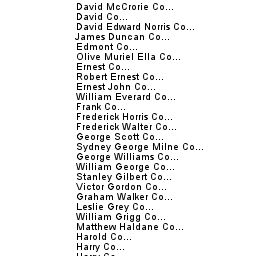 David McCrorie Co...
David Co...
David Edward Norris Co...
James Duncan Co...
Edmont Co...
Olive Muriel Ella Co...
Ernest Co...
Robert Ernest Co...
Ernest John Co...
William Everard Co...
Frank Co...
Frederick Horris Co...
Frederick Walter Co...
George Scott Co...
Sydney George Milne Co...
George Williams Co...
William George Co...
Stanley Gilbert Co...
Victor Gordon Co...
Graham Walker Co...
Leslie Grey Co...
William Grigg Co...
Matthew Haldane Co...
Harold Co...
Harry Co...